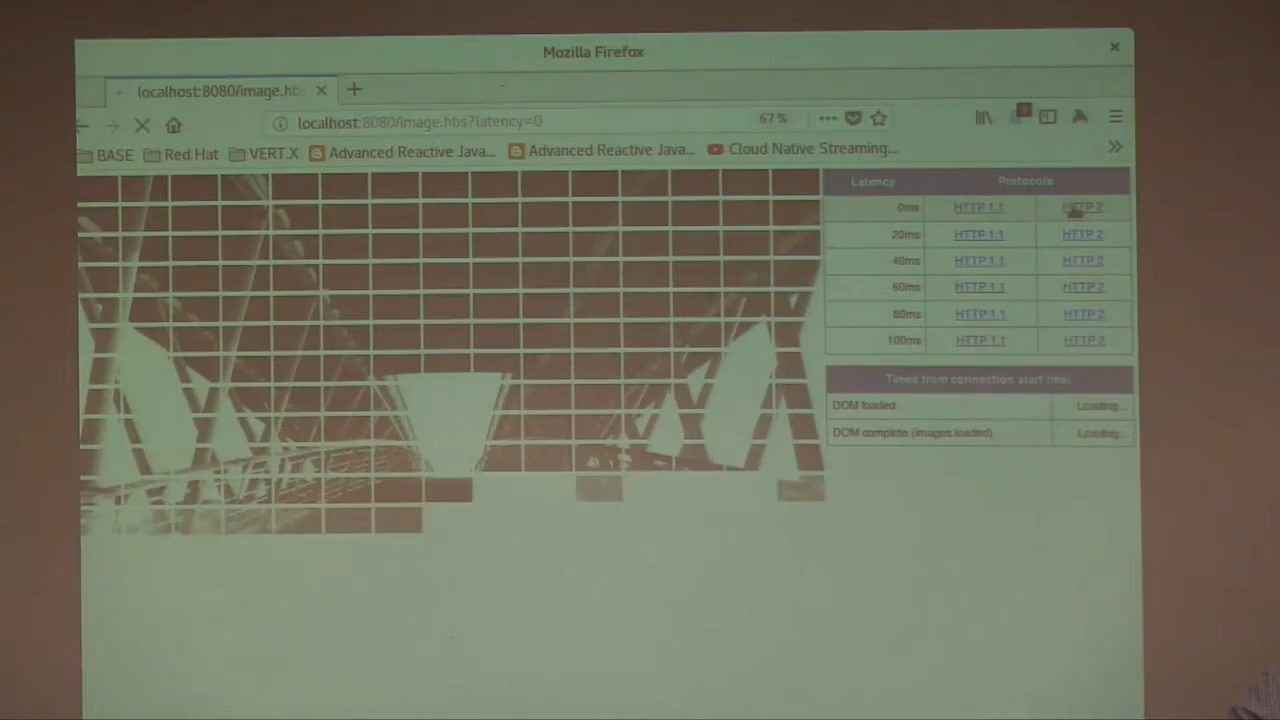 Mozilla Firefox
localhost:8080/image.hb
localhost:8080/image.hbs?latency=0
67 %
BASE Red Hat VERT.X Advanced Reactive Java... Advanced Reactive Java... Cloud Native Streaming...
Latency Protocols
0ms HTTP 1.1 HTTP 2
20ms HTTP 1.1 HTTP 2
40ms HTTP 1.1 HTTP 2
60ms HTTP 1.1 HTTP 2
80ms HTTP 1.1 HTTP 2
100ms HTTP 1.1 HTTP 2
Times from connection start (ms)
DOM loaded Loading...
DOM complete (images loaded) Loading...